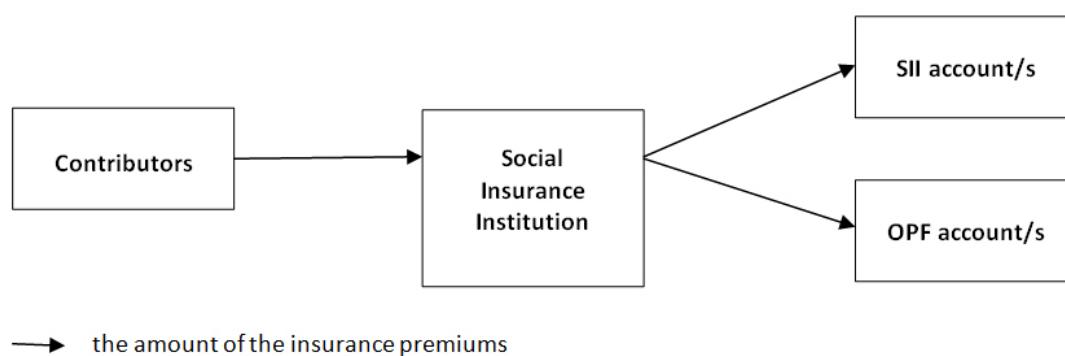 SII account/s
Contributors
Social
Insurance
Institution
OPF account/s
the amount of the insurance premiums